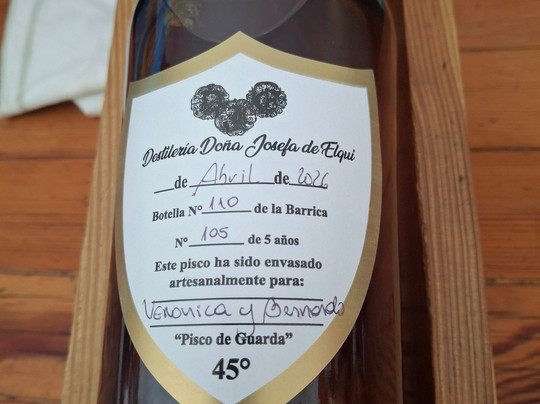 Destilería Doña Josefa de Elqui
__de Abril de 2026
Botella N° 110 de la Barrica
N° 105 de 5 años
Este pisco ha sido envasado
artesanalmente para:
Veronica y Bernardo
"Pisco de Guarda"
45°